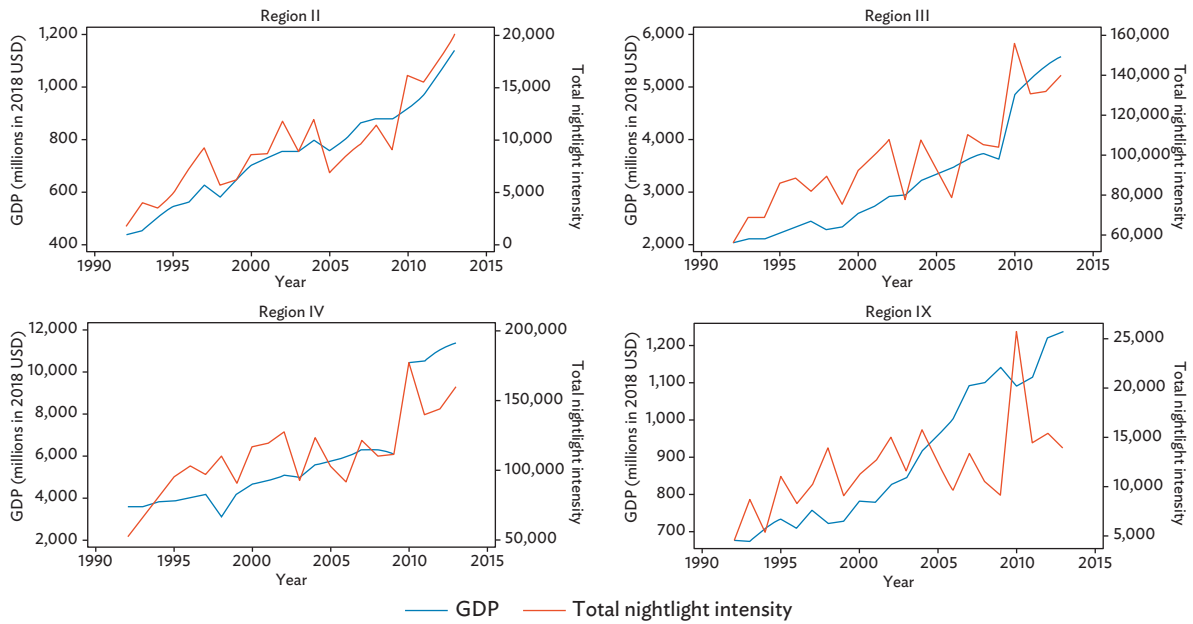 Region II
GDP (millions in 2018 USD)
1,200
1,000
800
600
400
20,000
15,000
10,000
5,000
0
Total nightlight
intensity
1990 1995 2000 2005 2010 2015
Year
Region III
GDP (millions in 2018 USD)
6,000
5,000
4,000
3,000
2,000
160,000
140,000
120,000
100,000
80,000
60,000
Total nightlight
intensity
1990 1995 2000 2005 2010 2015
Year
Region IV
GDP (millions in 2018 USD)
12,000
10,000
8,000
6,000
4,000
2,000
200,000
150,000
100,000
50,000
Total nightlight
intensity
1990 1995 2000 2005 2010 2015
Year
Region IX
GDP (millions in 2018 USD)
1,200
1,100
1,000
900
800
700
25,000
20,000
15,000
10,000
5,000
Total nightlight
intensity
1990 1995 2000 2005 2010 2015
Year
GDP Total nightlight intensity